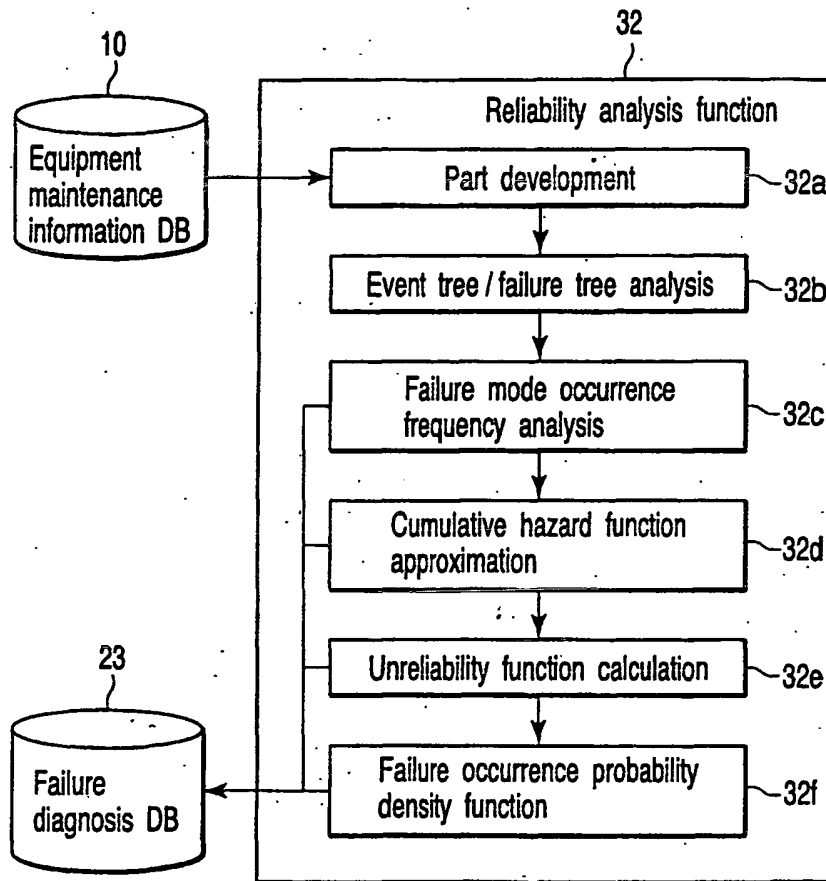 10
32
Equipment
maintenance
information DB
Reliability analysis function
Part development
32a
Event tree / failure tree analysis
32b
Failure mode occurrence
frequency analysis
32c
Cumulative hazard function
approximation
32d
Unreliability function calculation
32e
23
Failure
diagnosis DB
Failure occurrence probability
density function
32f